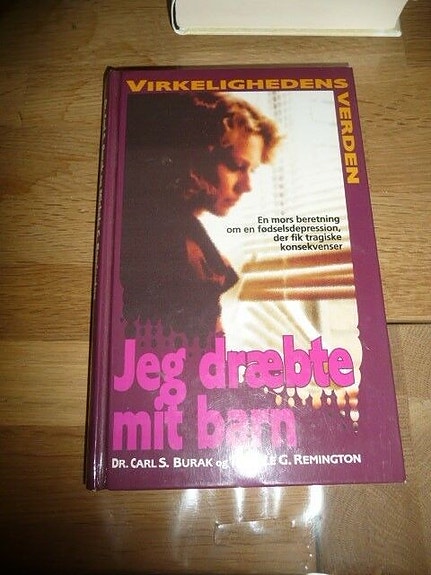 VIRKELIGHEDENS
VERDEN
En mors beretning
om en fødselsdepression,
der fik tragiske
konsekvenser
Jeg dræbte
mit barn
DR. CARL S. BURAK og G. REMINGTON